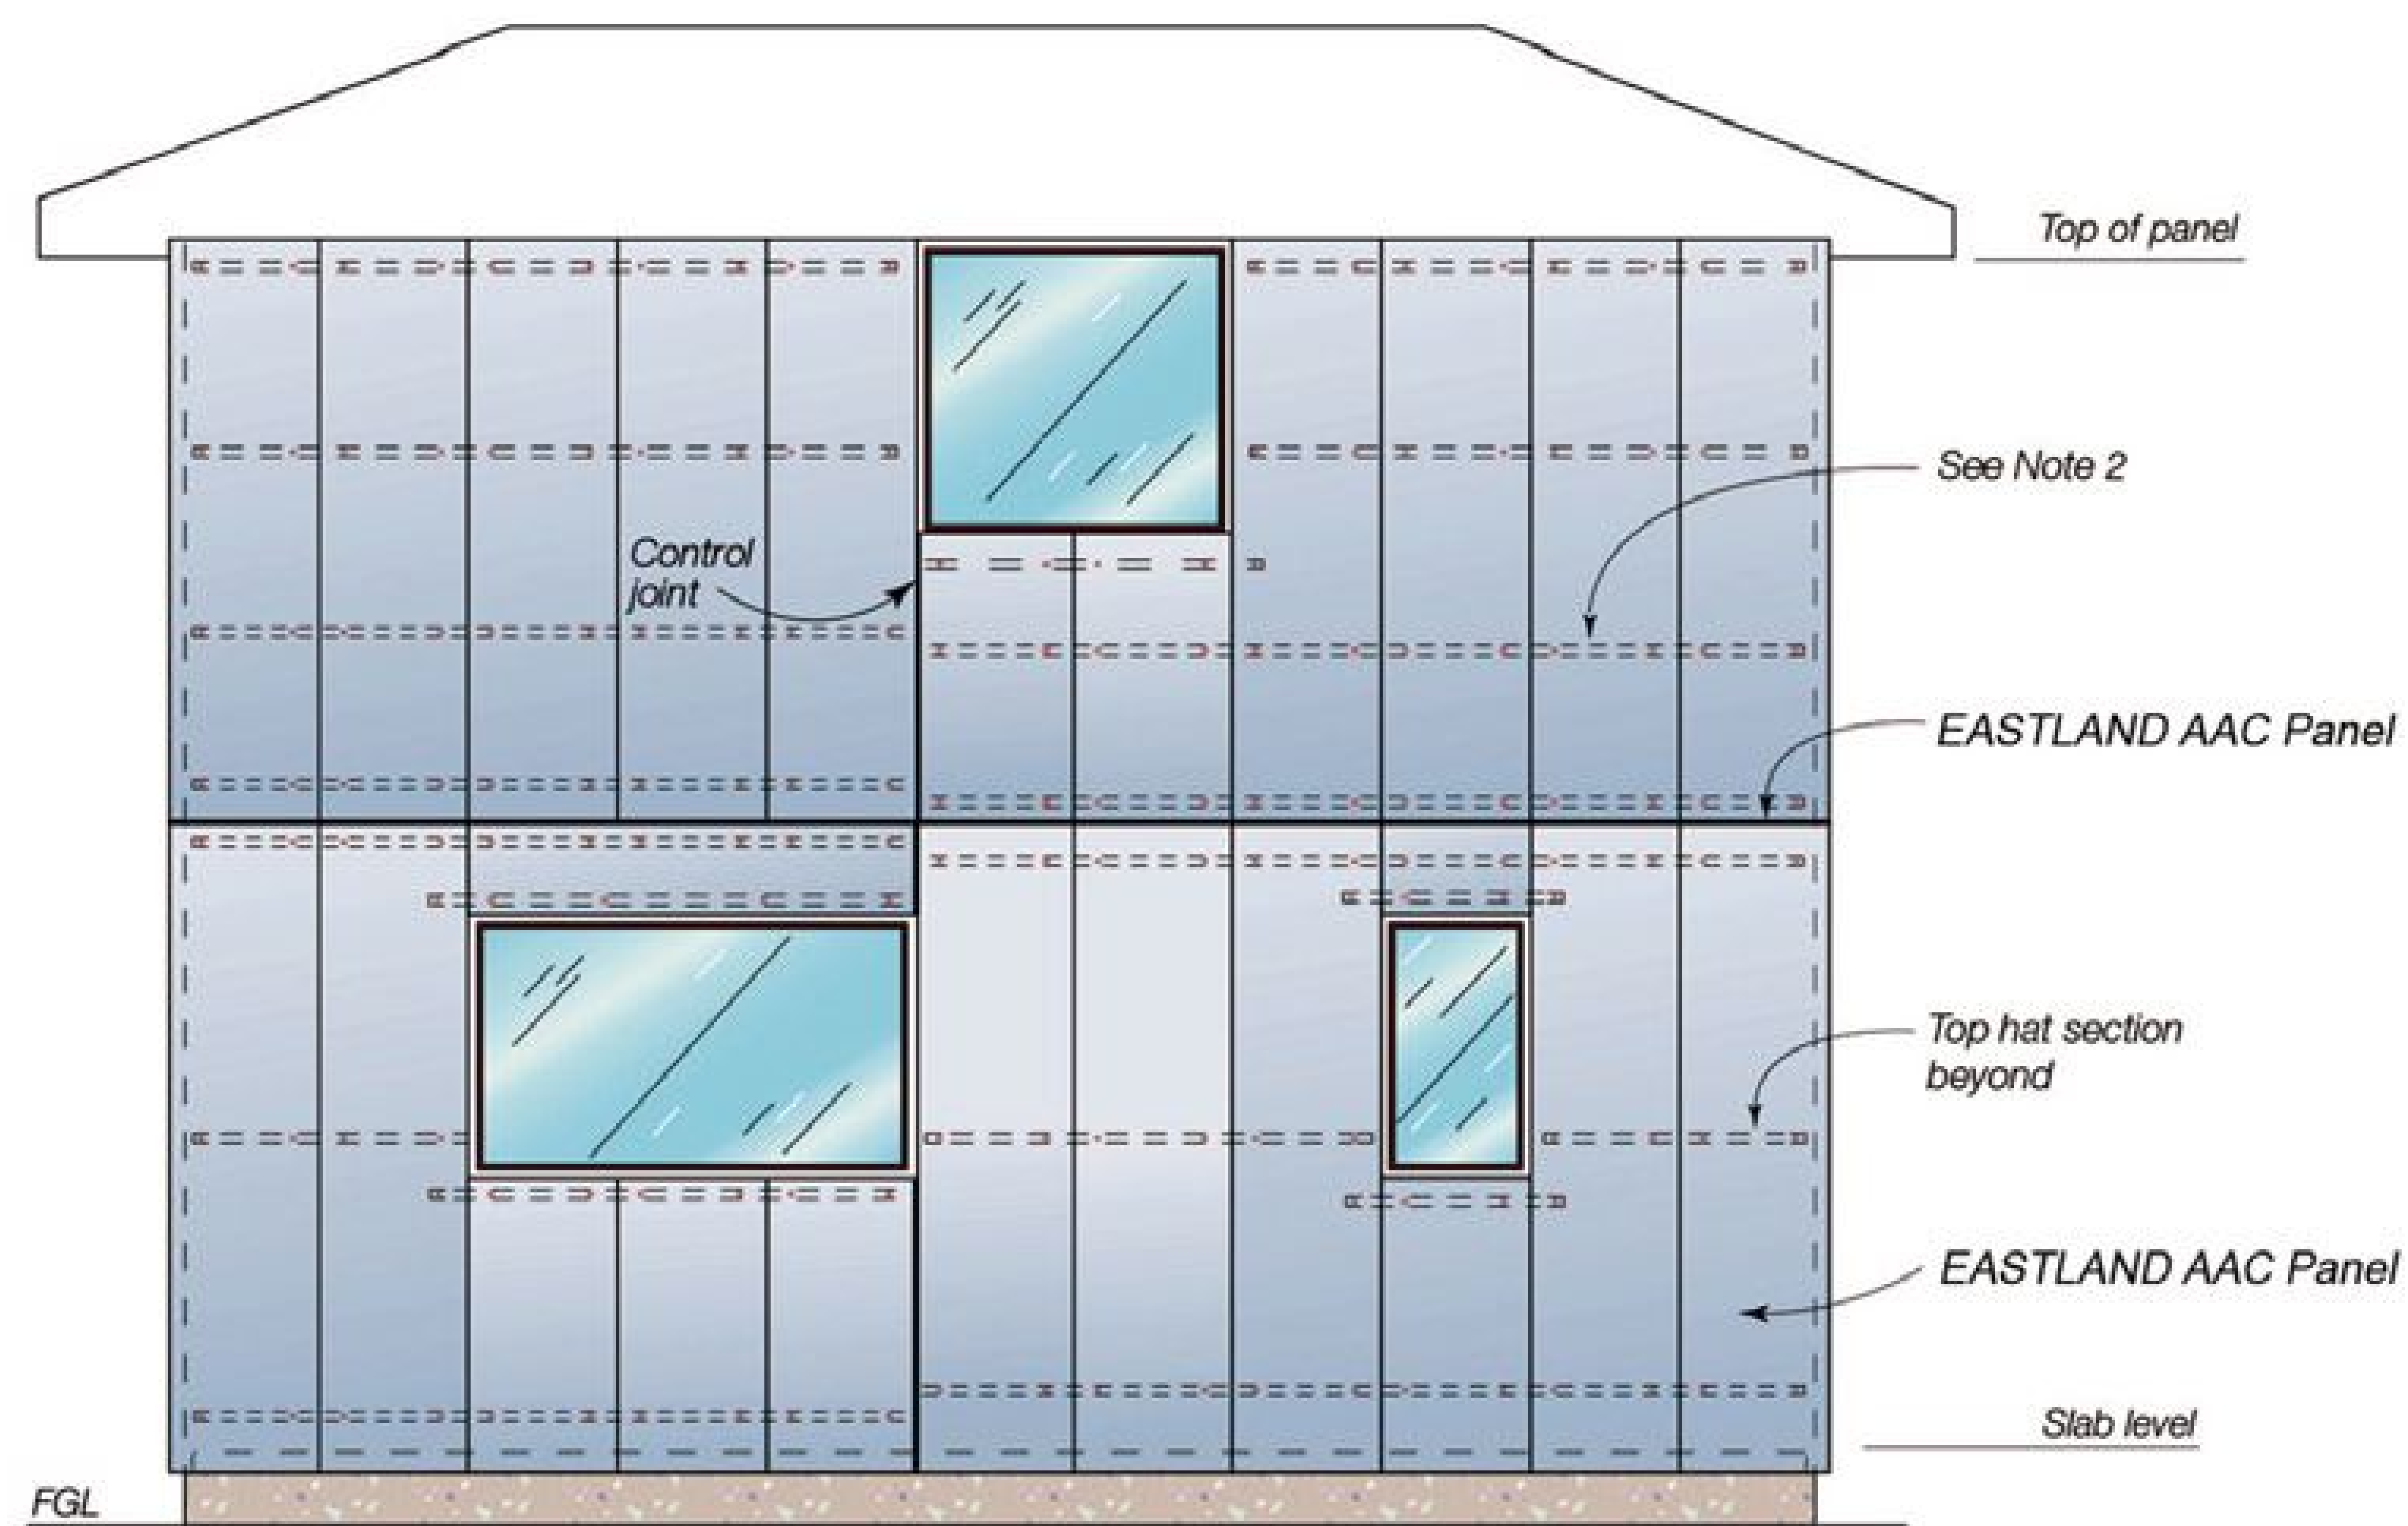 Top of panel
See Note 2
Control
joint
EASTLAND AAC Panel
Top hat section
beyond
EASTLAND AAC Panel
Slab level
FGL